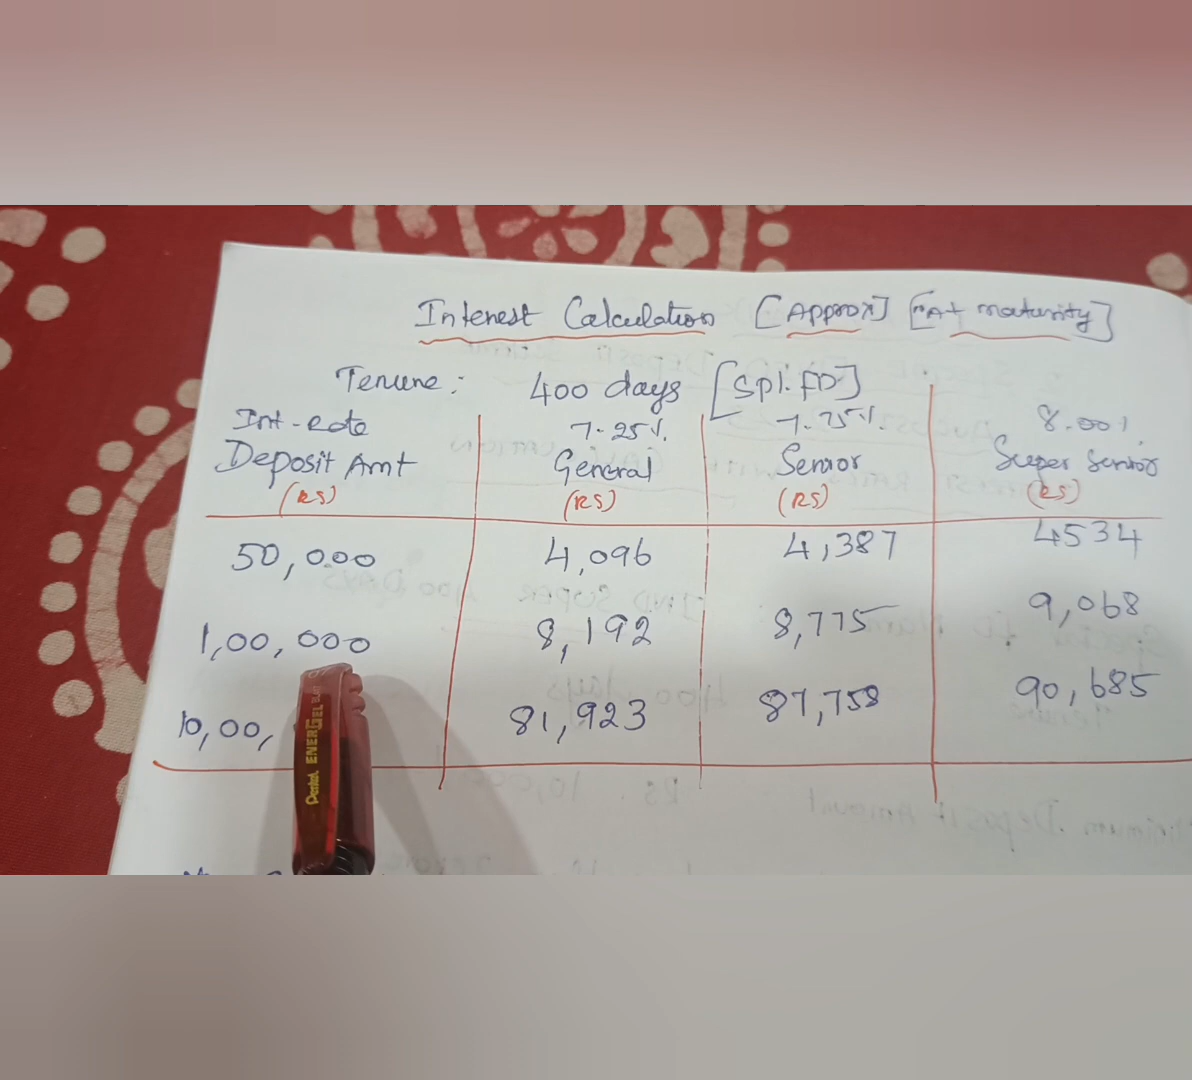 Interest Calculation [Approx] [At maturity]
Tenure : 400 days [Spl. FD]
Int-Rate 7.25% 7.75% 8.00%
Deposit Amt General Senior Super Senior
(RS) (RS) (RS) (RS)
50,000 4,096 4,387 4534
1,00,000 8,192 8,775 9,068
10,00, 81,923 87,758 90,685
Pentel ENERGEL